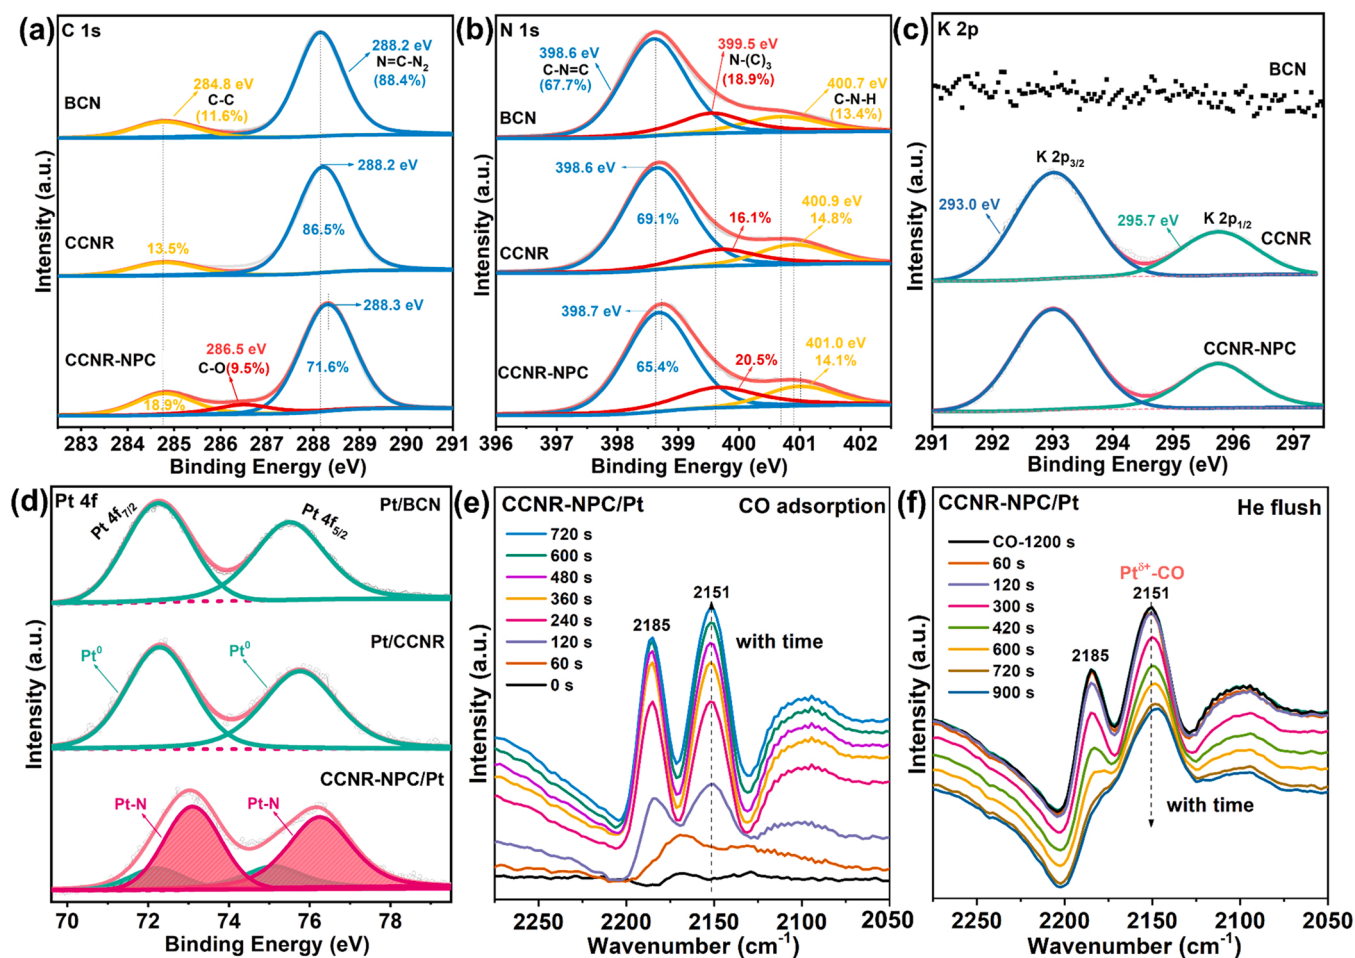 (a) C 1s
284.8 eV
C-C
(11.6%)
288.2 eV
N=C-N₂
(88.4%)
BCN
288.2 eV
13.5%
86.5%
CCNR
288.3 eV
286.5 eV
C-O(9.5%)
71.6%
18.9%
CCNR-NPC
Intensity (a.u.)
283 284 285 286 287 288 289 290 291
Binding Energy (eV)
(b) N 1s
398.6 eV
C-N=C
(67.7%)
399.5 eV
N-(C)₃
(18.9%)
400.7 eV
C-N-H
(13.4%)
BCN
398.6 eV
69.1%
16.1%
400.9 eV
14.8%
CCNR
398.7 eV
65.4%
20.5%
401.0 eV
14.1%
CCNR-NPC
Intensity (a.u.)
396 397 398 399 400 401 402
Binding Energy (eV)
(c) K 2p
BCN
K 2p₃/₂
293.0 eV
295.7 eV
K 2p₁/₂
CCNR
CCNR-NPC
Intensity (a.u.)
291 292 293 294 295 296 297
Binding Energy (eV)
(d) Pt 4f
Pt 4f₇/₂
Pt 4f₅/₂
Pt/BCN
Pt/CCNR
Pt⁰
Pt⁰
CCNR-NPC/Pt
Pt-N
Pt-N
Intensity (a.u.)
70 72 74 76 78
Binding Energy (eV)
(e) CCNR-NPC/Pt CO adsorption
720 s
600 s
480 s
360 s
240 s
120 s
60 s
0 s
2185
2151
with time
Intensity (a.u.)
2250 2200 2150 2100 2050
Wavenumber (cm⁻¹)
(f) CCNR-NPC/Pt He flush
CO-1200 s
60 s
120 s
300 s
420 s
600 s
720 s
900 s
Ptᵟ⁺-CO
2151
2185
with time
Intensity (a.u.)
2250 2200 2150 2100 2050
Wavenumber (cm⁻¹)